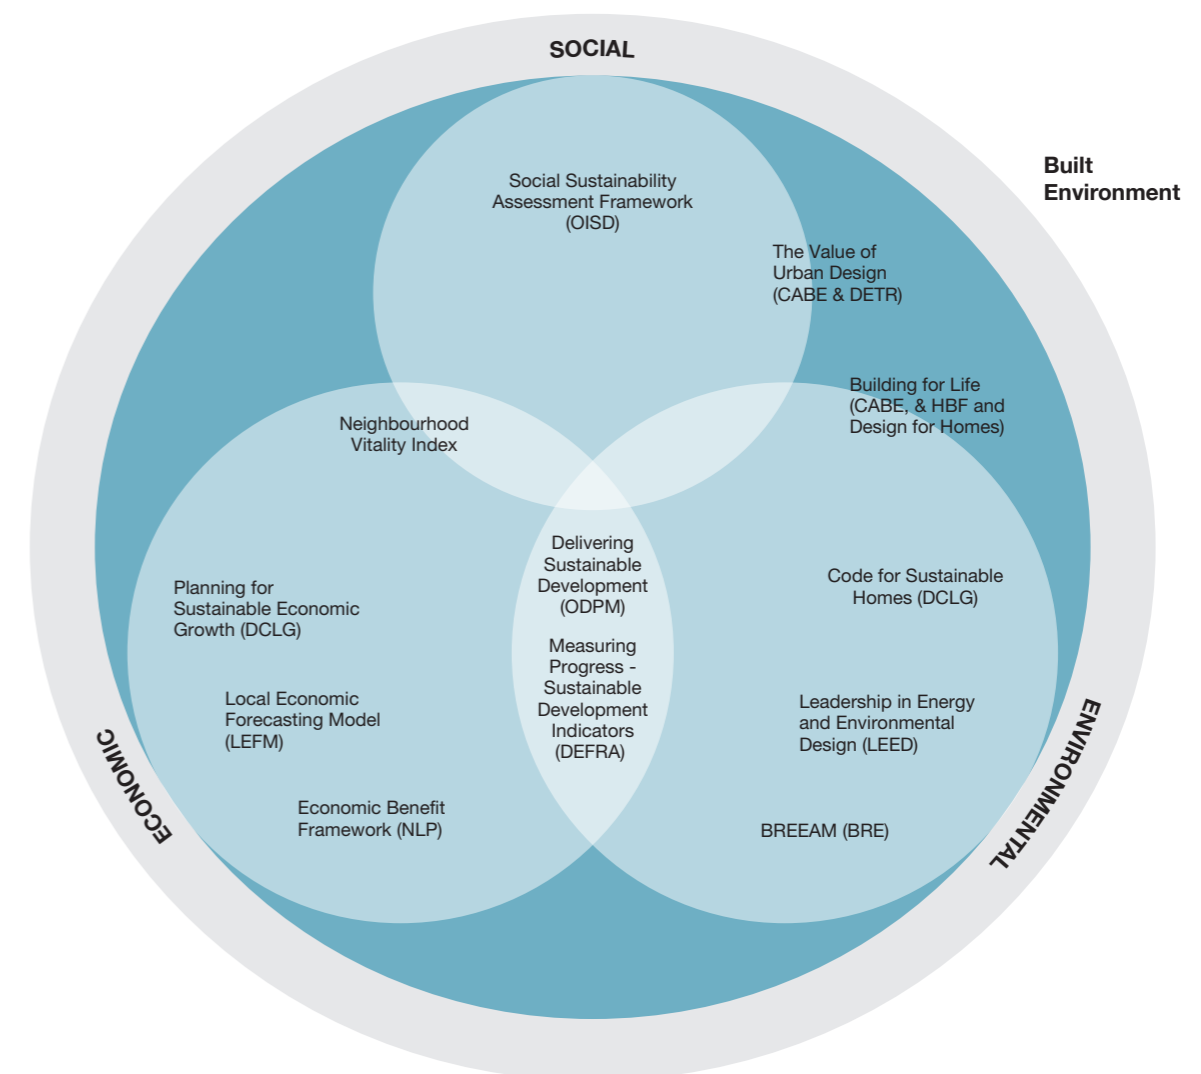 SOCIAL
Built
Environment
Social Sustainability
Assessment Framework
(OISD)
The Value of
Urban Design
(CABE & DETR)
Building for Life
(CABE, & HBF and
Design for Homes)
Neighbourhood
Vitality Index
Delivering
Sustainable
Development
(ODPM)
Measuring
Progress -
Sustainable
Development
Indicators
(DEFRA)
Planning for
Sustainable Economic
Growth (DCLG)
Local Economic
Forecasting Model
(LEFM)
Economic Benefit
Framework (NLP)
Code for Sustainable
Homes (DCLG)
Leadership in Energy
and Environmental
Design (LEED)
BREEAM (BRE)
ECONOMIC
ENVIRONMENTAL